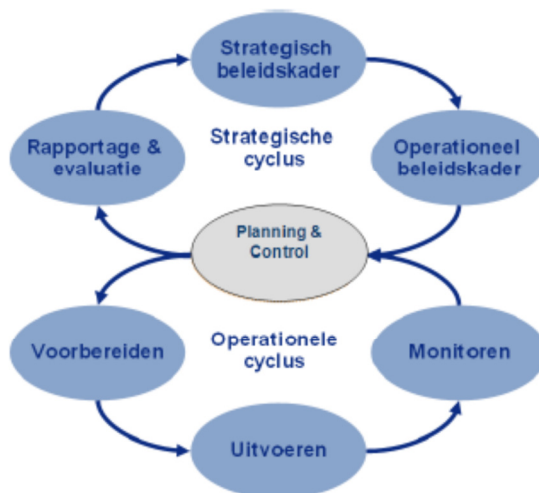 Strategisch
beleidskader
Rapportage &
evaluatie
Strategische
cyclus
Operationeel
beleidskader
Planning &
Control
Voorbereiden
Operationele
cyclus
Monitoren
Uitvoeren